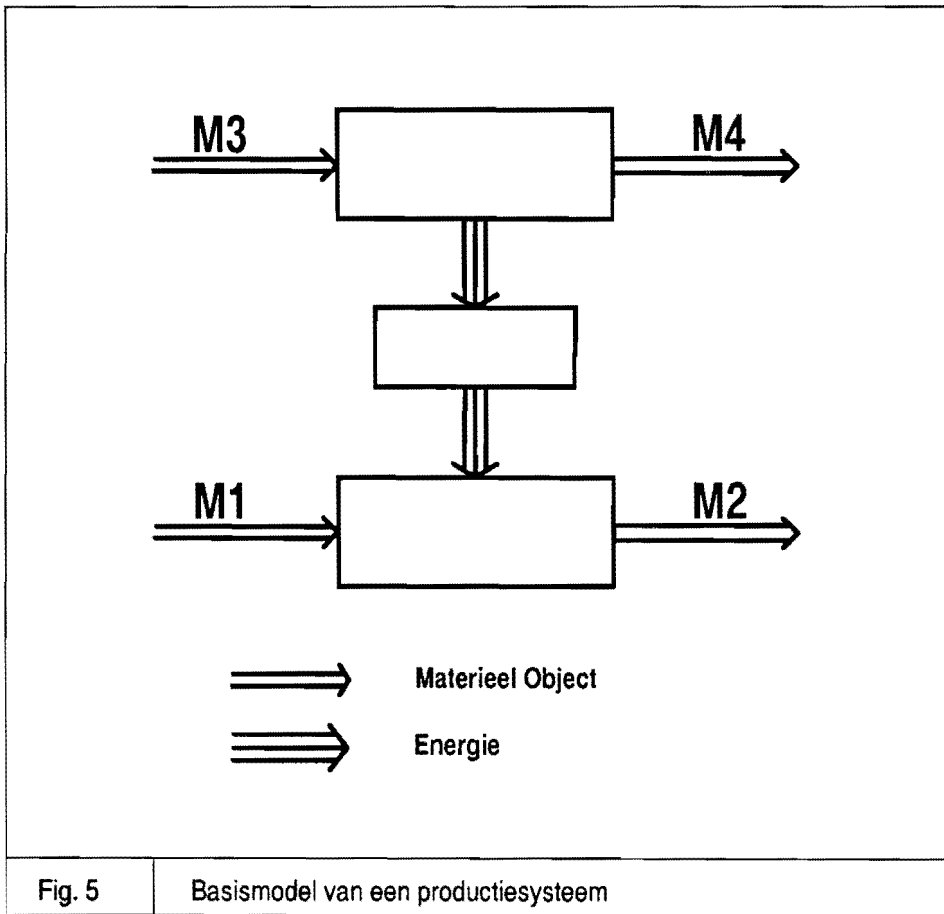 M3
M4
M1
M2
Materieel Object
Energie
Fig. 5
Basismodel van een productiesysteem